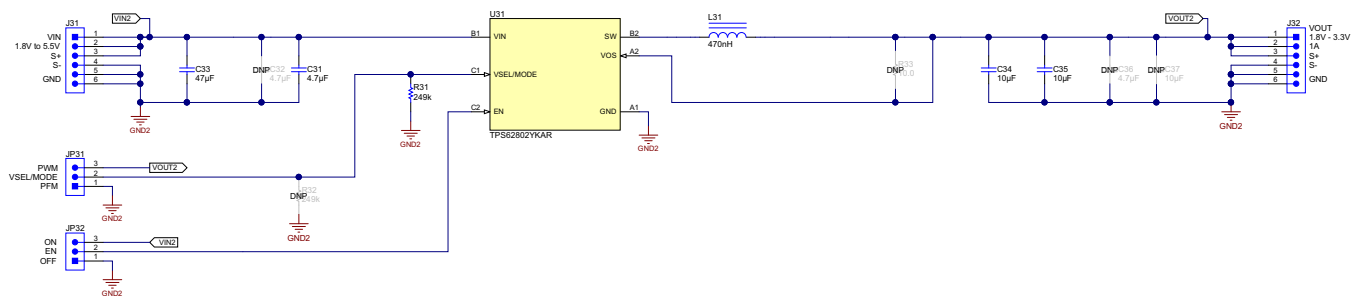 J31
VIN
1.8V to 5.5V
S+
S-
GND
1
2
3
4
5
6
VIN2
C33
47µF
DNP
C32
4.7µF
C31
4.7µF
GND2
R31
249k
GND2
U31
B1 VIN
C1 VSEL/MODE
C2 EN
SW B2
VOS A2
GND A1
TPS62802YKAR
GND2
L31
470nH
DNP
R33
10.0
C34
10µF
C35
10µF
DNP
C36
4.7µF
DNP
C37
10µF
VOUT2
GND2
J32
1
2
3
4
5
6
VOUT
1.8V - 3.3V
1A
S+
S-
GND
JP31
PWM 3
VSEL/MODE 2
PFM 1
VOUT2
GND2
DNP
R32
249k
GND2
JP32
ON 3
EN 2
OFF 1
VIN2
GND2